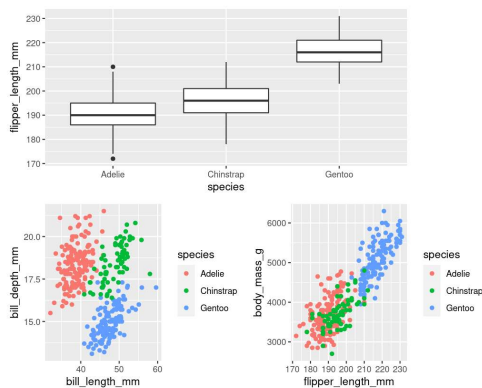 flipper_length_mm
230
220
210
200
190
180
170
Adelie
Chinstrap
Gentoo
species
bill_depth_mm
20.0
17.5
15.0
40
50
60
bill_length_mm
species
Adelie
Chinstrap
Gentoo
body_mass_g
6000
5000
4000
3000
170
180
190
200
210
220
230
flipper_length_mm
species
Adelie
Chinstrap
Gentoo